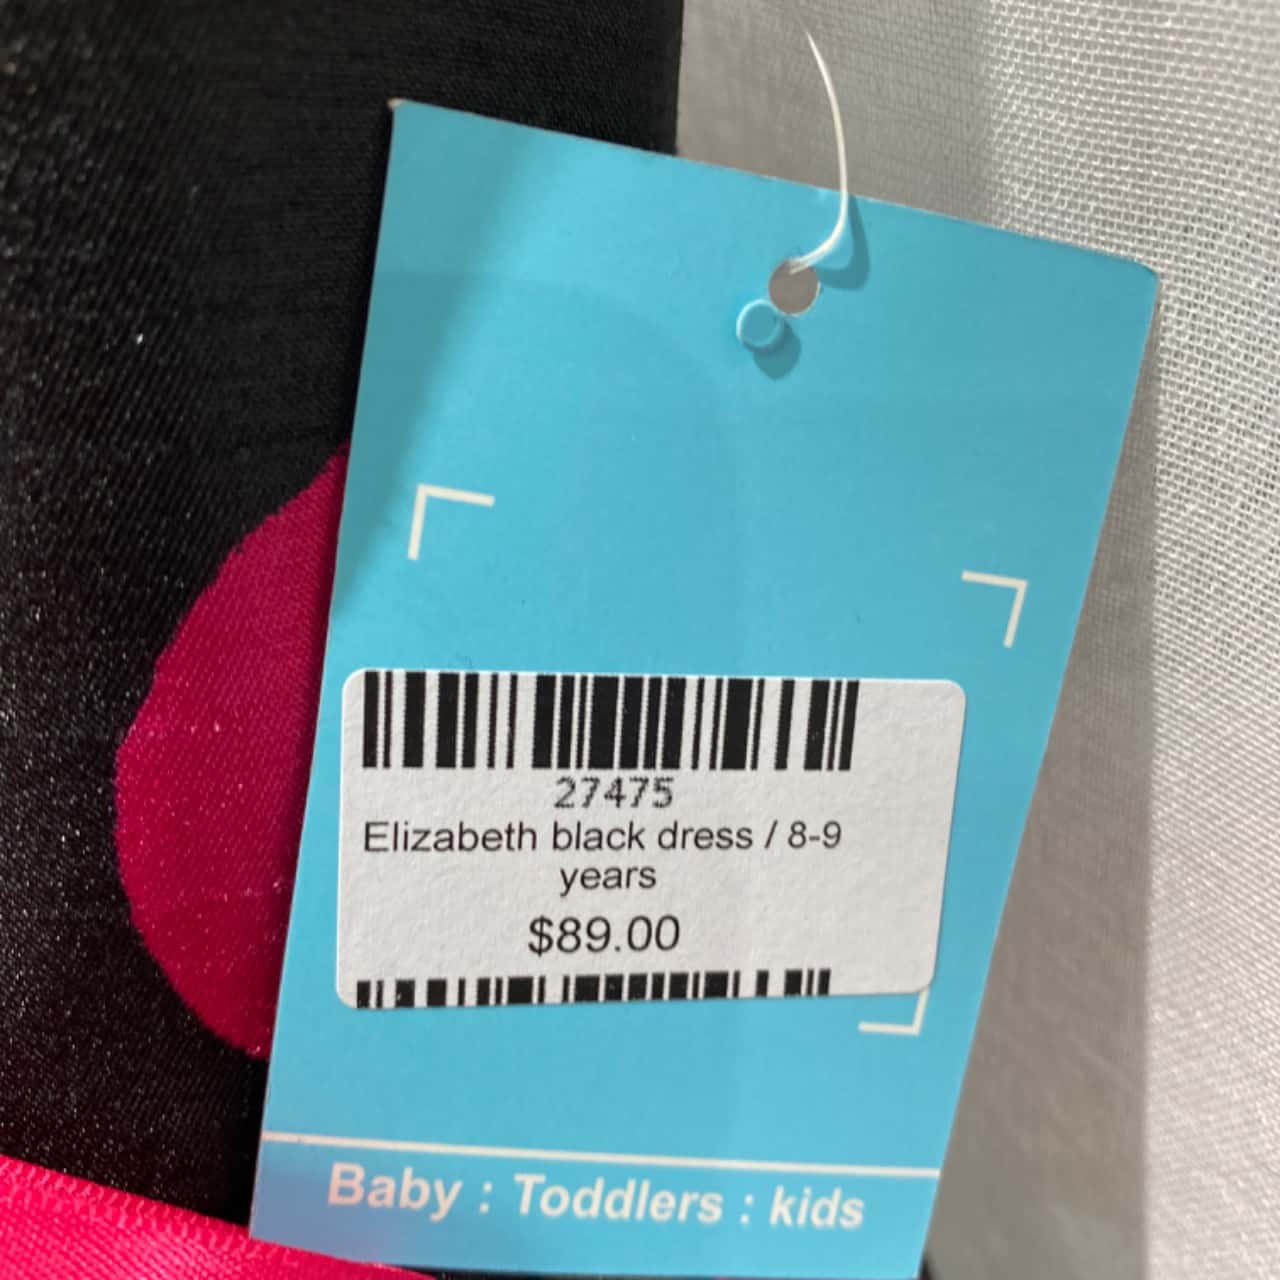 27475
Elizabeth black dress / 8-9
years
$89.00
Baby : Toddlers : kids